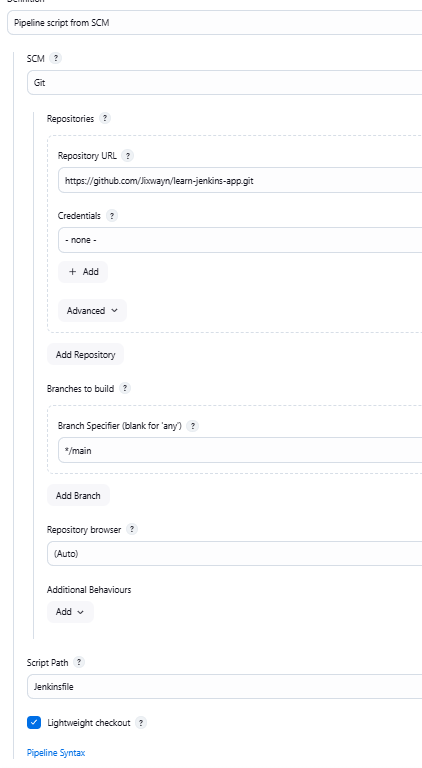 Definition
Pipeline script from SCM
SCM ?
Git
Repositories ?
Repository URL ?
https://github.com/Jixwayn/learn-jenkins-app.git
Credentials ?
- none -
+ Add
Advanced
Add Repository
Branches to build ?
Branch Specifier (blank for 'any') ?
*/main
Add Branch
Repository browser ?
(Auto)
Additional Behaviours
Add
Script Path ?
Jenkinsfile
Lightweight checkout ?
Pipeline Syntax